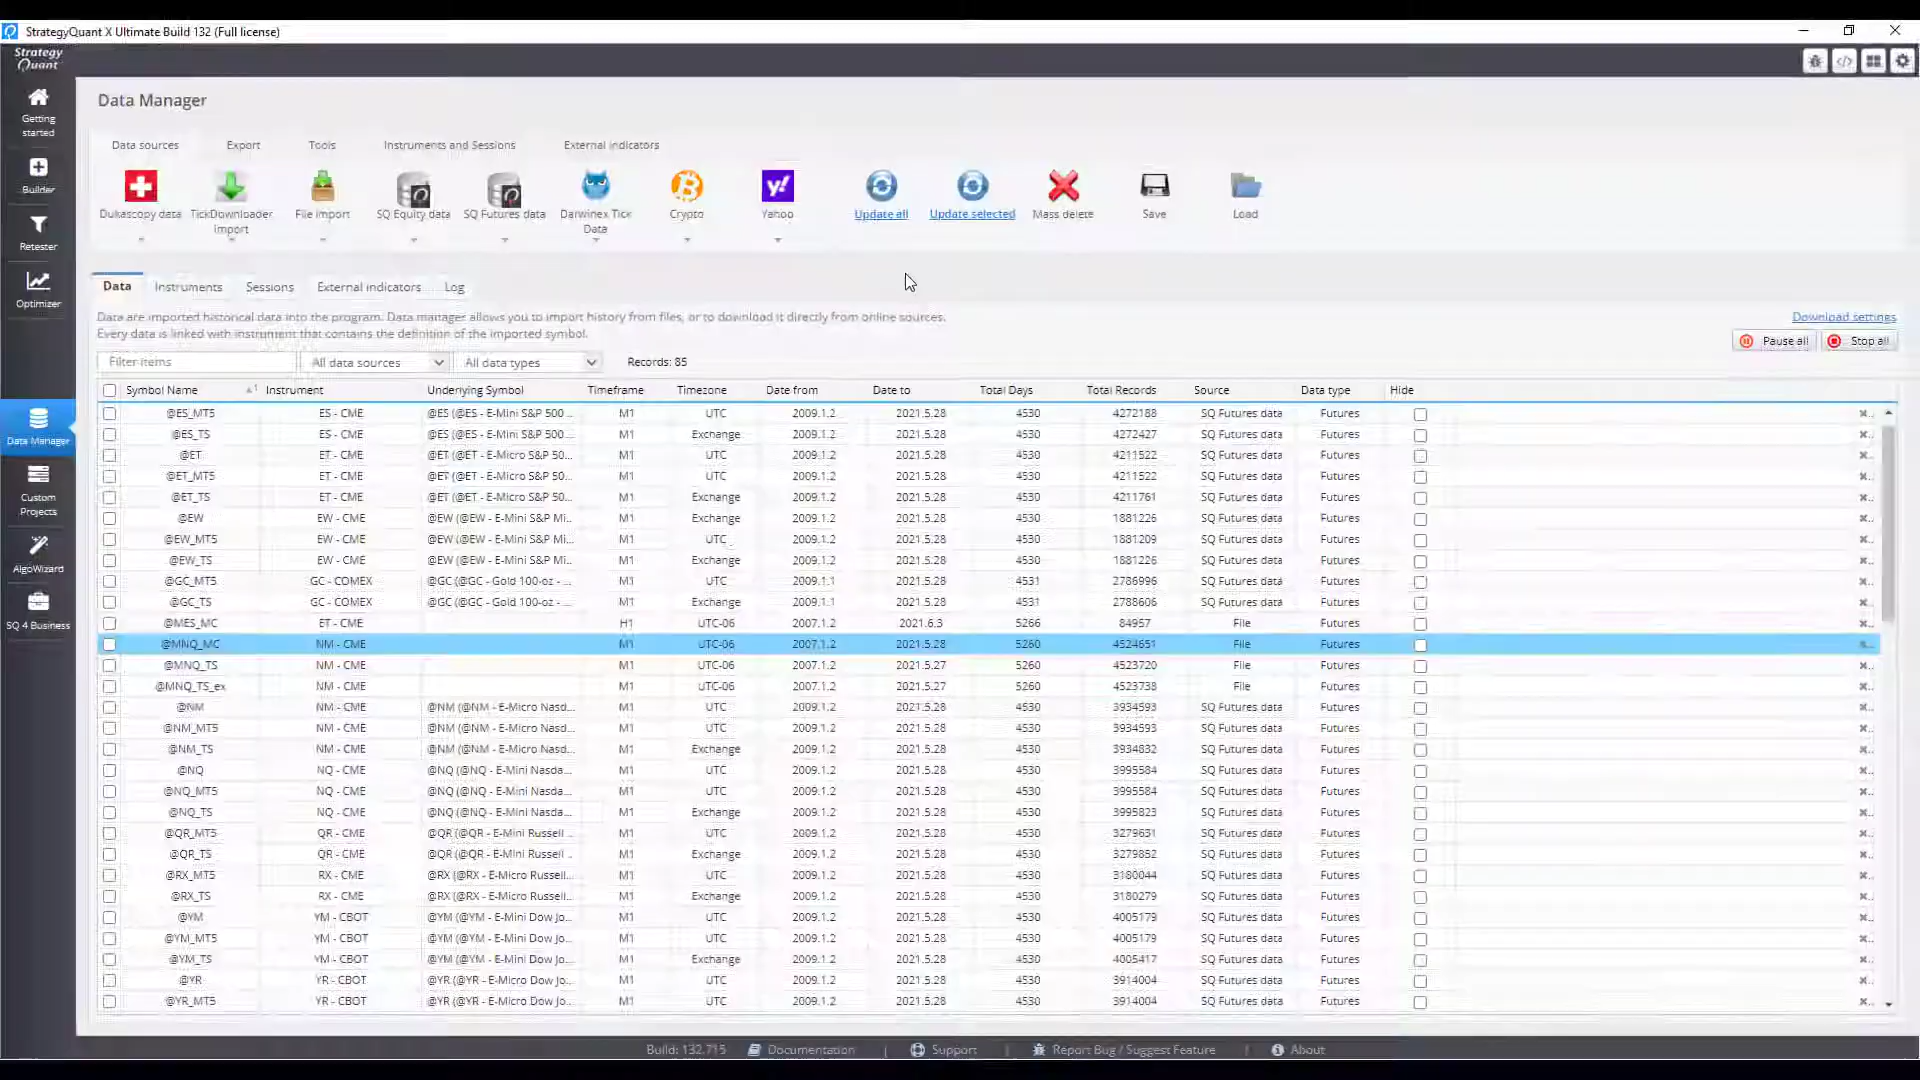 StrategyQuant X Ultimate Build 132 (Full license)
Strategy
Quant
Getting
started
Builder
Retester
Optimizer
Data Manager
Custom
Projects
AlgoWizard
SQ 4 Business
Data Manager
Data sources Export Tools Instruments and Sessions External indicators
Dukascopy data
TickDownloader
Import
File import
SQ Equity data
SQ Futures data
Darwinex Tick
Data
Crypto
Yahoo
Update all
Update selected
Mass delete
Save
Load
Data Instruments Sessions External indicators Log
Data are imported historical data into the program. Data manager allows you to import history from files, or to download it directly from online sources.
Every data is linked with instrument that contains the definition of the imported symbol.
Download settings
Pause all Stop all
Filter items All data sources All data types Records: 85
Symbol Name 1 Instrument Underying Symbol Timeframe Timezone Date from Date to Total Days Total Records Source Data type Hide
@ES_MT5 ES - CME @ES (@ES - E-Mini S&P 500 ... M1 UTC 2009.1.2 2021.5.28 4530 4272188 SQ Futures data Futures
@ES_TS ES - CME @ES (@ES - E-Mini S&P 500 ... M1 Exchange 2009.1.2 2021.5.28 4530 4272427 SQ Futures data Futures
@ET ET - CME @ET (@ET - E-Micro S&P 50... M1 UTC 2009.1.2 2021.5.28 4530 4211522 SQ Futures data Futures
@ET_MT5 ET - CME @ET (@ET - E-Micro S&P 50... M1 UTC 2009.1.2 2021.5.28 4530 4211522 SQ Futures data Futures
@ET_TS ET - CME @ET (@ET - E-Micro S&P 50... M1 Exchange 2009.1.2 2021.5.28 4530 4211761 SQ Futures data Futures
@EW EW - CME @EW (@EW - E-Mini S&P Mi... M1 Exchange 2009.1.2 2021.5.28 4530 1881226 SQ Futures data Futures
@EW_MT5 EW - CME @EW (@EW - E-Mini S&P Mi... M1 UTC 2009.1.2 2021.5.28 4530 1881209 SQ Futures data Futures
@EW_TS EW - CME @EW (@EW - E-Mini S&P Mi... M1 Exchange 2009.1.2 2021.5.28 4530 1881226 SQ Futures data Futures
@GC_MT5 GC - COMEX @GC (@GC - Gold 100-oz - ... M1 UTC 2009.1.1 2021.5.28 4531 2786996 SQ Futures data Futures
@GC_TS GC - COMEX @GC (@GC - Gold 100-oz - ... M1 Exchange 2009.1.1 2021.5.28 4531 2788606 SQ Futures data Futures
@MES_MC ET - CME H1 UTC-06 2007.1.2 2021.6.3 5266 84957 File Futures
@MNQ_MC NM - CME M1 UTC-06 2007.1.2 2021.5.28 5260 4524651 File Futures
@MNQ_TS NM - CME M1 UTC-06 2007.1.2 2021.5.27 5260 4523720 File Futures
@MNQ_TS_ex NM - CME M1 UTC-06 2007.1.2 2021.5.27 5260 4523738 File Futures
@NM NM - CME @NM (@NM - E-Micro Nasd... M1 UTC 2009.1.2 2021.5.28 4530 3934593 SQ Futures data Futures
@NM_MT5 NM - CME @NM (@NM - E-Micro Nasd... M1 UTC 2009.1.2 2021.5.28 4530 3934593 SQ Futures data Futures
@NM_TS NM - CME @NM (@NM - E-Micro Nasd... M1 Exchange 2009.1.2 2021.5.28 4530 3934832 SQ Futures data Futures
@NQ NQ - CME @NQ (@NQ - E-Mini Nasda... M1 UTC 2009.1.2 2021.5.28 4530 3995584 SQ Futures data Futures
@NQ_MT5 NQ - CME @NQ (@NQ - E-Mini Nasda... M1 UTC 2009.1.2 2021.5.28 4530 3995584 SQ Futures data Futures
@NQ_TS NQ - CME @NQ (@NQ - E-Mini Nasda... M1 Exchange 2009.1.2 2021.5.28 4530 3995823 SQ Futures data Futures
@QR_MT5 QR - CME @QR (@QR - E-Mini Russell ... M1 UTC 2009.1.2 2021.5.28 4530 3279631 SQ Futures data Futures
@QR_TS QR - CME @QR (@QR - E-Mini Russell ... M1 Exchange 2009.1.2 2021.5.28 4530 3279852 SQ Futures data Futures
@RX_MT5 RX - CME @RX (@RX - E-Micro Russell... M1 UTC 2009.1.2 2021.5.28 4530 3180044 SQ Futures data Futures
@RX_TS RX - CME @RX (@RX - E-Micro Russell... M1 Exchange 2009.1.2 2021.5.28 4530 3180279 SQ Futures data Futures
@YM YM - CBOT @YM (@YM - E-Mini Dow Jo... M1 UTC 2009.1.2 2021.5.28 4530 4005179 SQ Futures data Futures
@YM_MT5 YM - CBOT @YM (@YM - E-Mini Dow Jo... M1 UTC 2009.1.2 2021.5.28 4530 4005179 SQ Futures data Futures
@YM_TS YM - CBOT @YM (@YM - E-Mini Dow Jo... M1 Exchange 2009.1.2 2021.5.28 4530 4005417 SQ Futures data Futures
@YR YR - CBOT @YR (@YR - E-Micro Dow Jo... M1 UTC 2009.1.2 2021.5.28 4530 3914004 SQ Futures data Futures
@YR_MT5 YR - CBOT @YR (@YR - E-Micro Dow Jo... M1 UTC 2009.1.2 2021.5.28 4530 3914004 SQ Futures data Futures
Build: 132.715 Documentation | Support | Report Bug / Suggest Feature | About